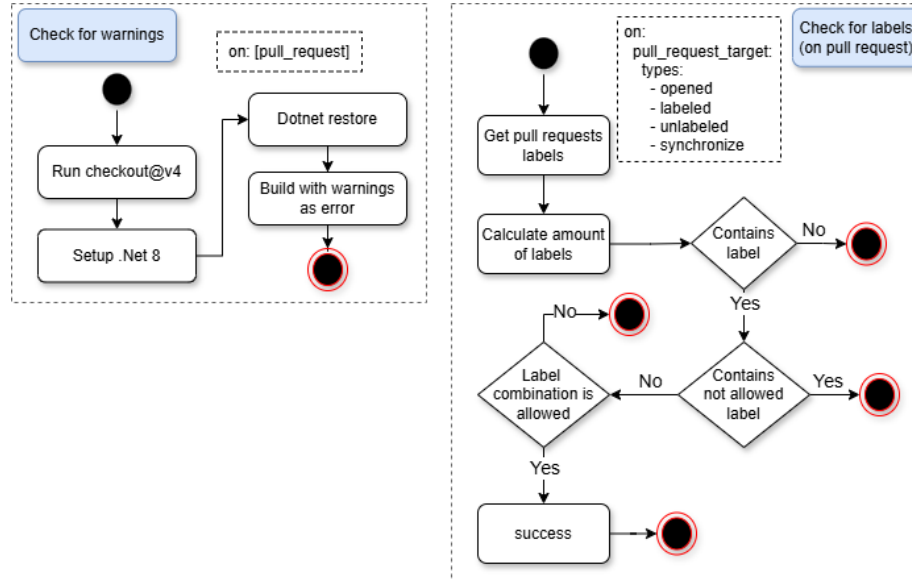 Check for warnings
on: [pull_request]
Run checkout@v4
Setup .Net 8
Dotnet restore
Build with warnings
as error
Check for labels
(on pull request)
on:
pull_request_target:
types:
- opened
- labeled
- unlabeled
- synchronize
Get pull requests
labels
Calculate amount
of labels
Contains
label
No
Yes
Contains
not allowed
label
Yes
No
Label
combination is
allowed
No
Yes
success